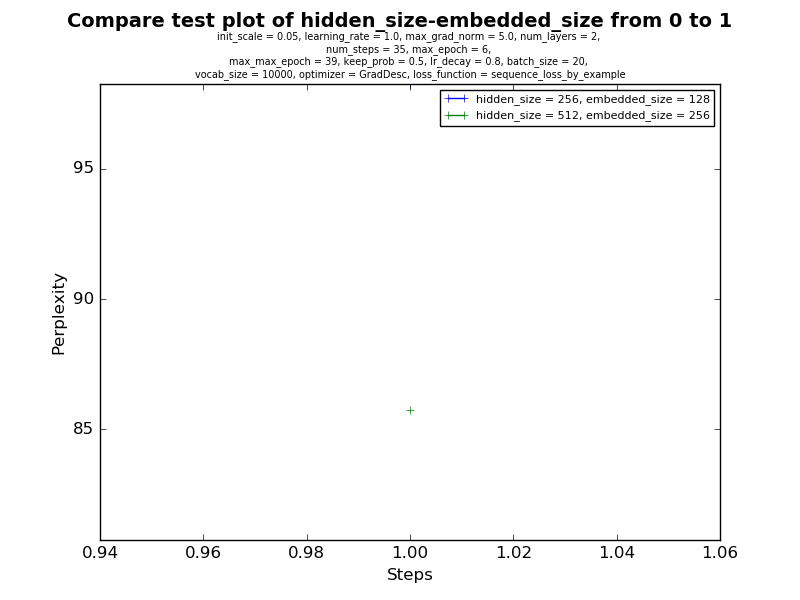 Compare test plot of hidden_size-embedded_size from 0 to 1
init_scale = 0.05, learning_rate = 1.0, max_grad_norm = 5.0, num_layers = 2,
num_steps = 35, max_epoch = 6,
max_max_epoch = 39, keep_prob = 0.5, lr_decay = 0.8, batch_size = 20,
vocab_size = 10000, optimizer = GradDesc, loss_function = sequence_loss_by_example
hidden_size = 256, embedded_size = 128
hidden_size = 512, embedded_size = 256
95
90
85
Perplexity
0.94 0.96 0.98 1.00 1.02 1.04 1.06
Steps